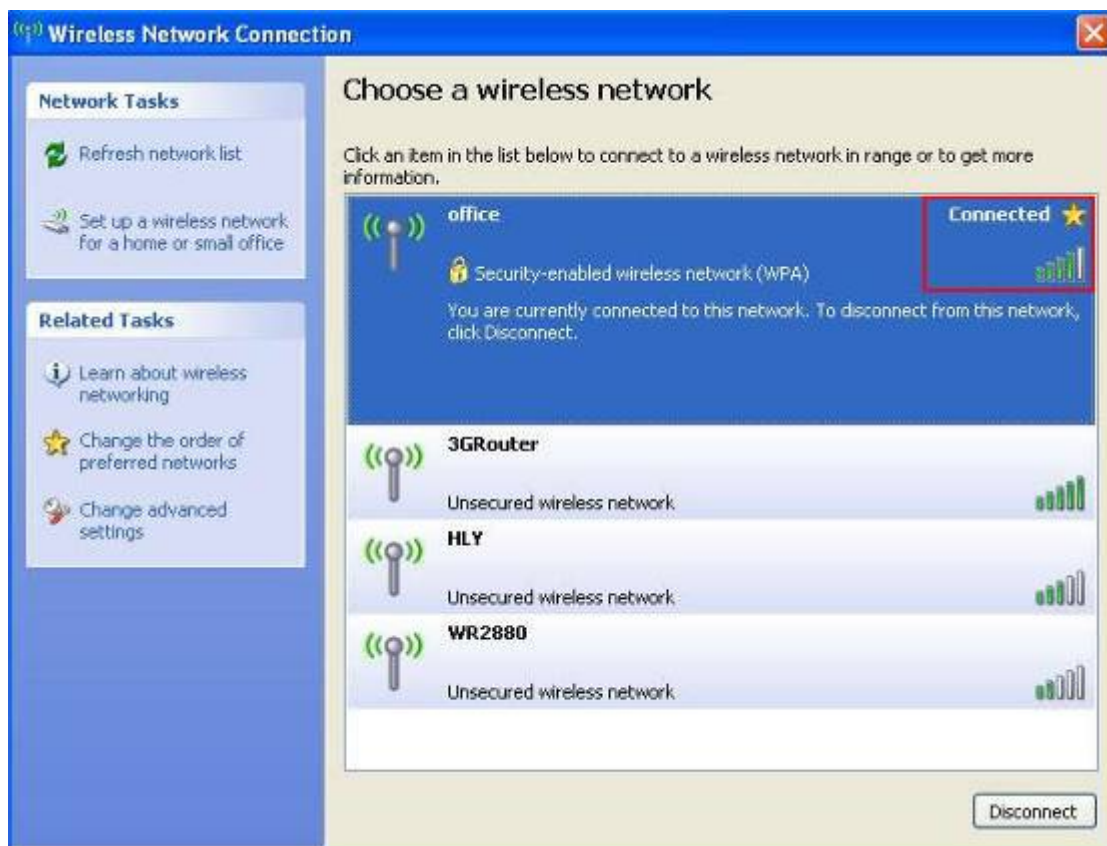 Wireless Network Connection
Network Tasks
Refresh network list
Set up a wireless network
for a home or small office
Related Tasks
Learn about wireless
networking
Change the order of
preferred networks
Change advanced
settings
Choose a wireless network
Click an item in the list below to connect to a wireless network in range or to get more
information.
office
Connected
Security-enabled wireless network (WPA)
You are currently connected to this network. To disconnect from this network,
click Disconnect.
3GRouter
Unsecured wireless network
HLY
Unsecured wireless network
WR2880
Unsecured wireless network
Disconnect